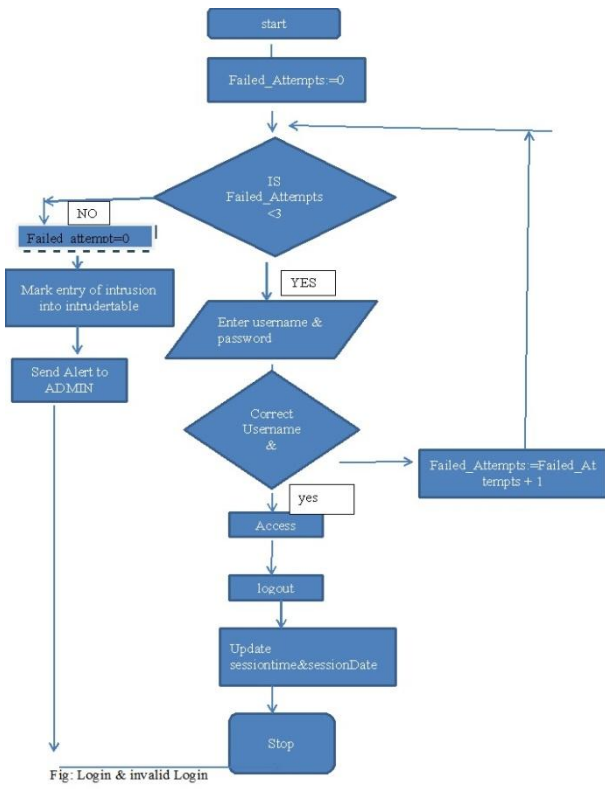 start
Failed_Attempts:=0
IS
Failed_Attempts
<3
NO
Failed_attempt=0
Mark entry of intrusion
into intrudertable
YES
Enter username &
password
Send Alert to
ADMIN
Correct
Username
&
Failed_Attempts:=Failed_At
tempts + 1
yes
Access
logout
Update
sessiontime&sessionDate
Stop
Fig: Login & invalid Login